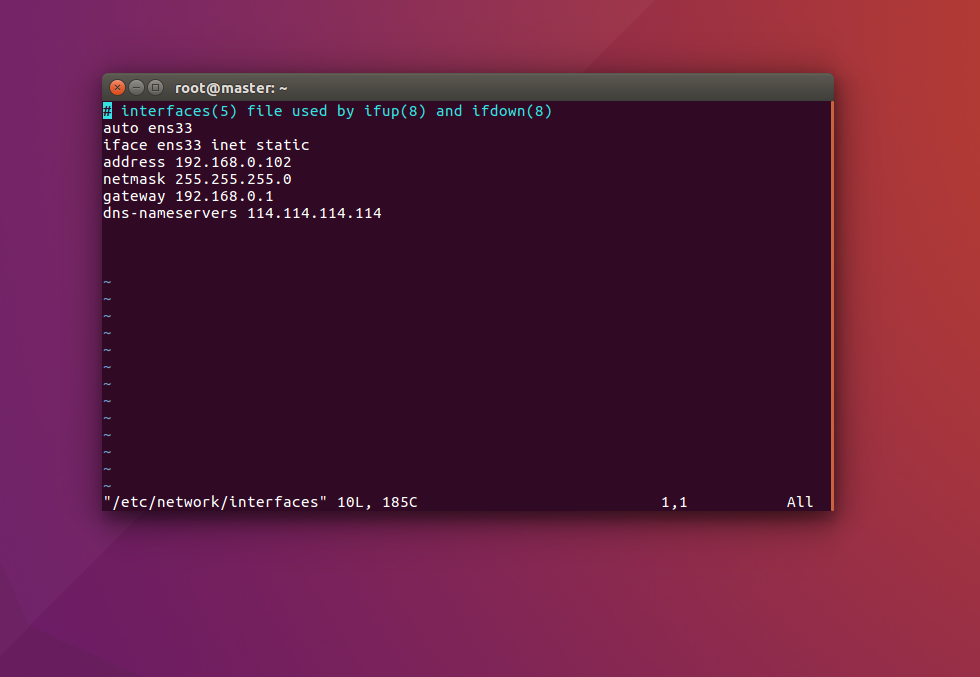 root@master: ~
# interfaces(5) file used by ifup(8) and ifdown(8)
auto ens33
iface ens33 inet static
address 192.168.0.102
netmask 255.255.255.0
gateway 192.168.0.1
dns-nameservers 114.114.114.114
~
~
~
~
~
~
~
~
~
~
~
~
~
"/etc/network/interfaces" 10L, 185C 1,1 All